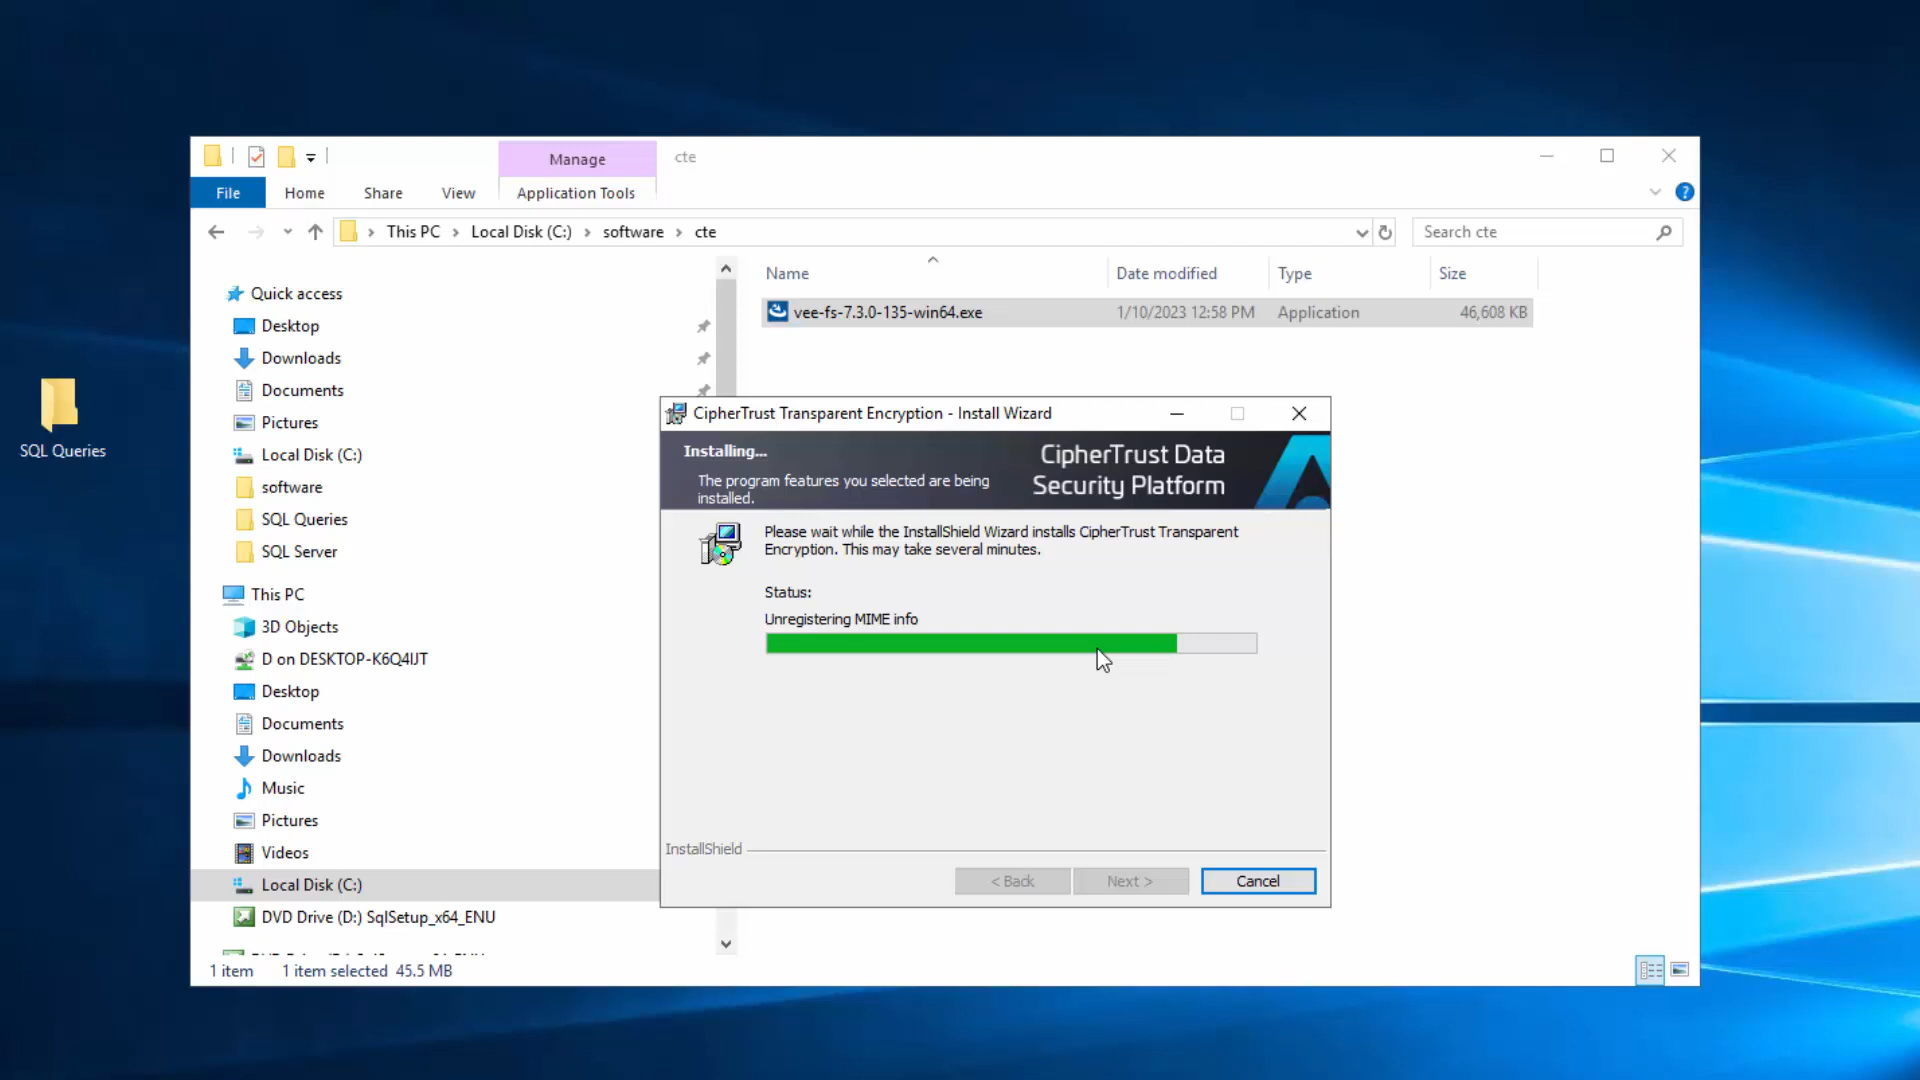 SQL Queries
Manage
cte
File
Home
Share
View
Application Tools
This PC
Local Disk (C:)
software
cte
Search cte
Name
Date modified
Type
Size
vee-fs-7.3.0-135-win64.exe
1/10/2023 12:58 PM
Application
46,608 KB
Quick access
Desktop
Downloads
Documents
Pictures
Local Disk (C:)
software
SQL Queries
SQL Server
This PC
3D Objects
D on DESKTOP-K6Q4IJT
Desktop
Documents
Downloads
Music
Pictures
Videos
Local Disk (C:)
DVD Drive (D:) SqlSetup_x64_ENU
1 item
1 item selected 45.5 MB
CipherTrust Transparent Encryption - Install Wizard
Installing...
The program features you selected are being
installed.
CipherTrust Data
Security Platform
Please wait while the InstallShield Wizard installs CipherTrust Transparent
Encryption. This may take several minutes.
Status:
Unregistering MIME info
InstallShield
< Back
Next >
Cancel